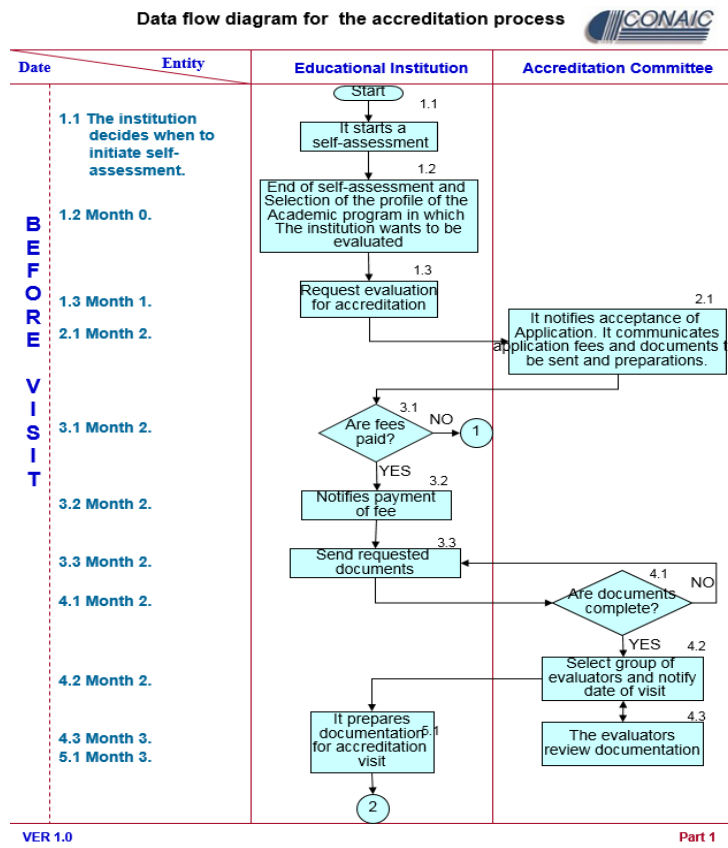 Data flow diagram for the accreditation process
CONAIC
Date
Entity
Educational Institution
Accreditation Committee
BEFORE VISIT
1.1 The institution
decides when to
initiate self-
assessment.
1.2 Month 0.
1.3 Month 1.
2.1 Month 2.
3.1 Month 2.
3.2 Month 2.
3.3 Month 2.
4.1 Month 2.
4.2 Month 2.
4.3 Month 3.
5.1 Month 3.
Start
1.1
It starts a
self-assessment
1.2
End of self-assessment and
Selection of the profile of the
Academic program in which
The institution wants to be
evaluated
1.3
Request evaluation
for accreditation
2.1
It notifies acceptance of
Application. It communicates
application fees and documents t
be sent and preparations.
3.1
Are fees
paid?
NO
1
YES
3.2
Notifies payment
of fee
3.3
Send requested
documents
4.1
Are documents
complete?
NO
YES
4.2
Select group of
evaluators and notify
date of visit
4.3
The evaluators
review documentation
It prepares
documentation
5.1
for accreditation
visit
2
VER 1.0
Part 1